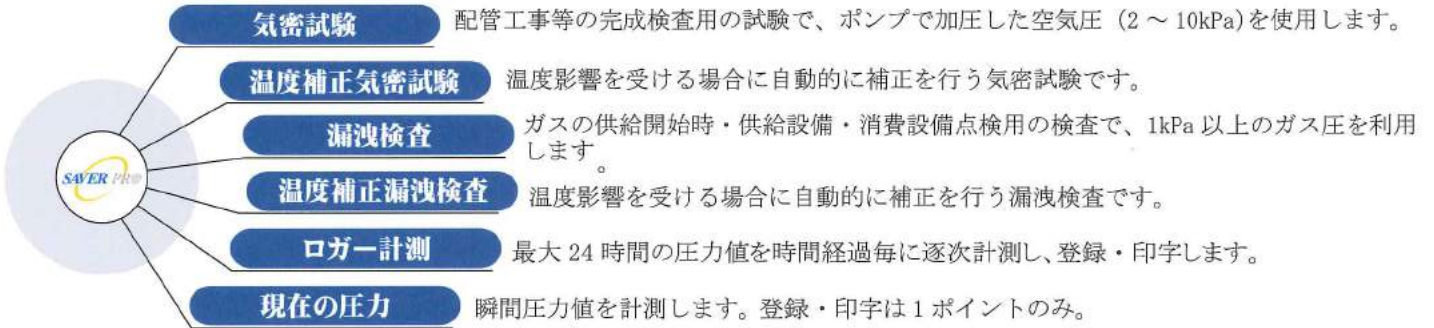 気密試験
配管工事等の完成検査用の試験で、ポンプで加圧した空気圧(2～10kPa)を使用します。
温度補正気密試験
温度影響を受ける場合に自動的に補正を行う気密試験です。
漏洩検査
ガスの供給開始時・供給設備・消費設備点検用の検査で、1kPa以上のガス圧を利用
します。
SAVER PRO
温度補正漏洩検査
温度影響を受ける場合に自動的に補正を行う漏洩検査です。
ロガー計測
最大24時間の圧力値を時間経過毎に逐次計測し、登録・印字します。
現在の圧力
瞬間圧力値を計測します。登録・印字は1ポイントのみ。